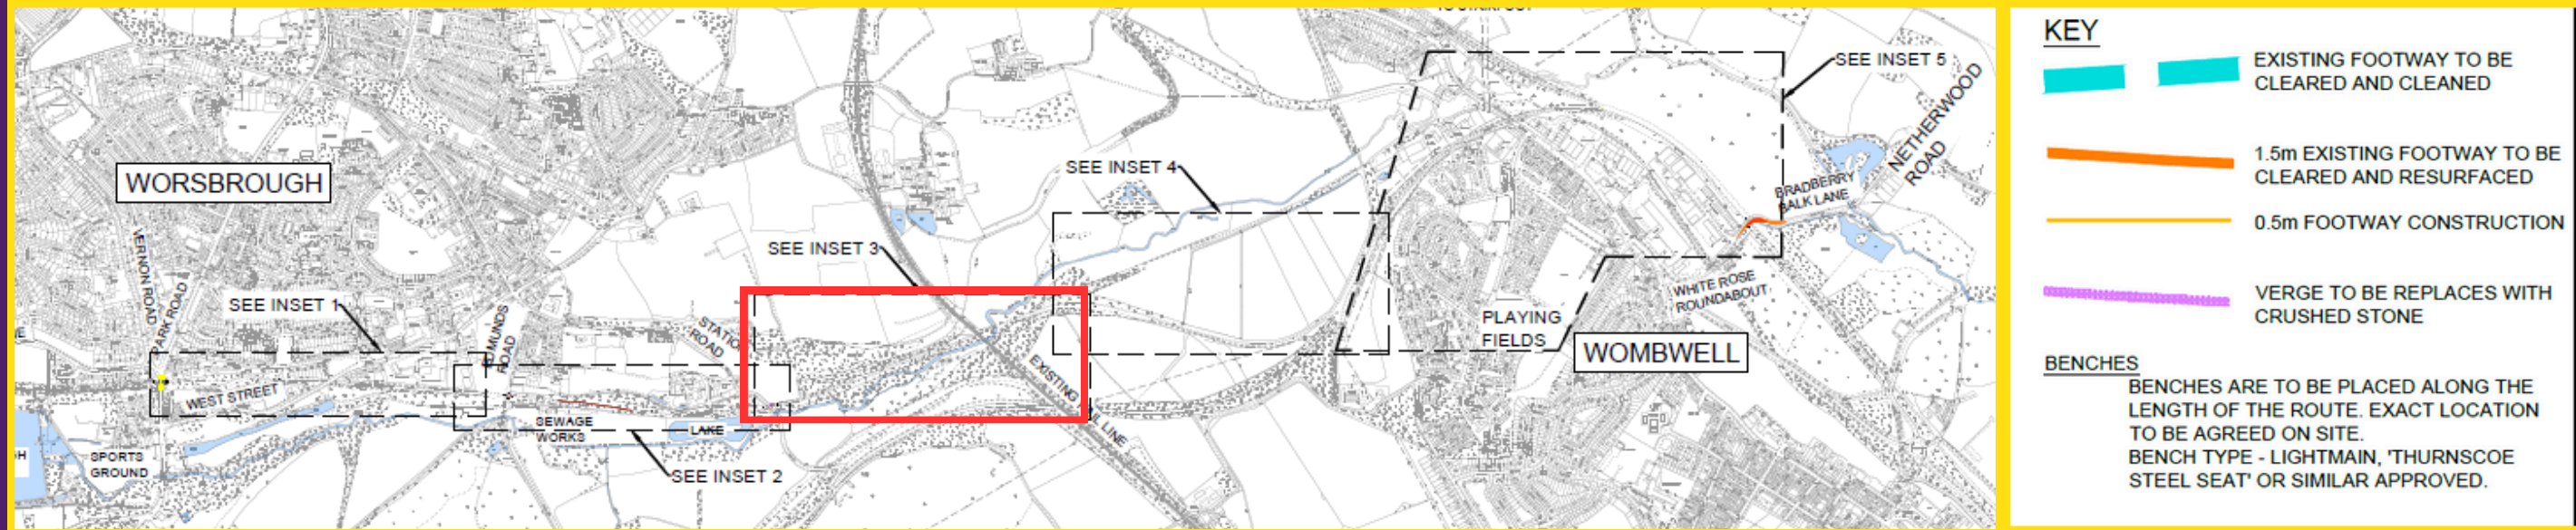 TO STAIRFOOT
SEE INSET 5
NETHERWOOD
ROAD
SEE INSET 4
WORSBROUGH
BRADBERRY
BALK LANE
VERNON ROAD
PARK ROAD
SEE INSET 3
SEE INSET 1
EDMUNDS
ROAD
STATION
ROAD
WHITE ROSE
ROUNDABOUT
PLAYING
FIELDS
WOMBWELL
EXISTING
LINE
WEST STREET
SEWAGE
WORKS
LAKE
SPORTS
GROUND
SEE INSET 2
KEY
EXISTING FOOTWAY TO BE
CLEARED AND CLEANED
1.5m EXISTING FOOTWAY TO BE
CLEARED AND RESURFACED
0.5m FOOTWAY CONSTRUCTION
VERGE TO BE REPLACES WITH
CRUSHED STONE
BENCHES
BENCHES ARE TO BE PLACED ALONG THE
LENGTH OF THE ROUTE. EXACT LOCATION
TO BE AGREED ON SITE.
BENCH TYPE - LIGHTMAIN, 'THURNSCOE
STEEL SEAT' OR SIMILAR APPROVED.